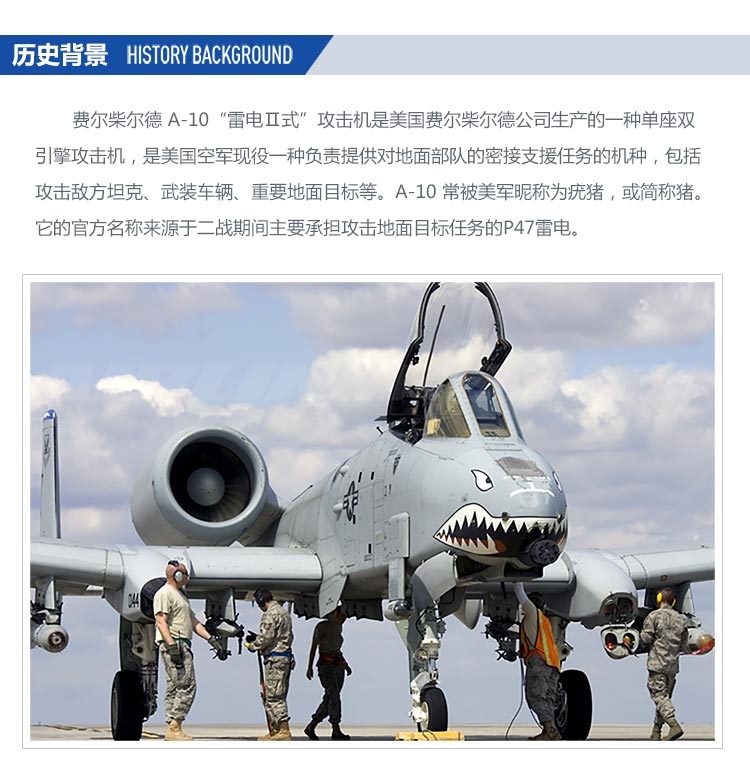 历史背景 HISTORY BACKGROUND
费尔柴尔德 A-10“雷电Ⅱ式”攻击机是美国费尔柴尔德公司生产的一种单座双
引擎攻击机，是美国空军现役一种负责提供对地面部队的密接支援任务的机种，包括
攻击敌方坦克、武装车辆、重要地面目标等。A-10 常被美军昵称为疣猪，或简称猪。
它的官方名称来源于二战期间主要承担攻击地面目标任务的P47雷电。
044